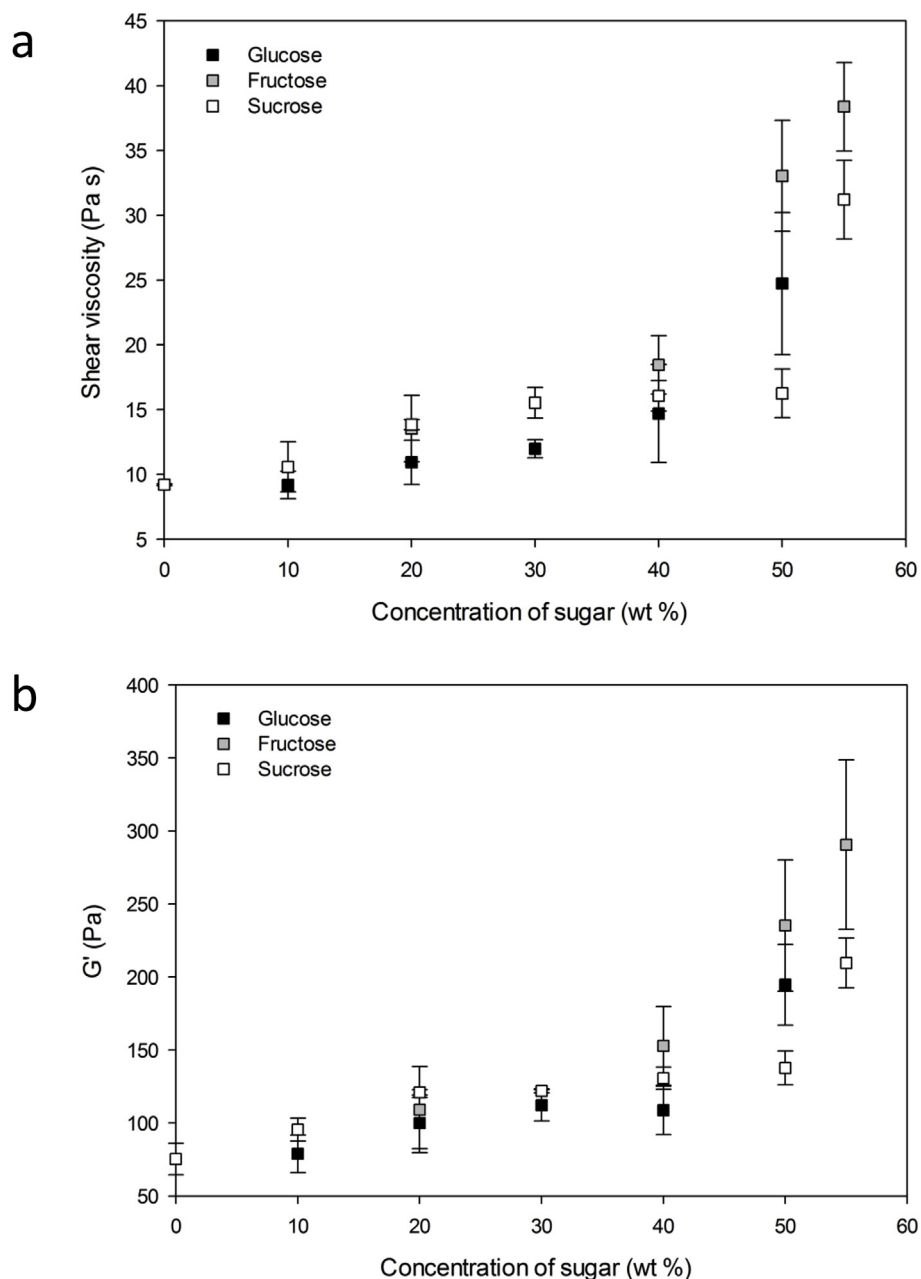 a
45
40
35
30
25
20
15
10
5
Shear viscosity (Pa s)
Glucose
Fructose
Sucrose
0 10 20 30 40 50 60
Concentration of sugar (wt %)
b
400
350
300
250
200
150
100
50
G' (Pa)
Glucose
Fructose
Sucrose
0 10 20 30 40 50 60
Concentration of sugar (wt %)